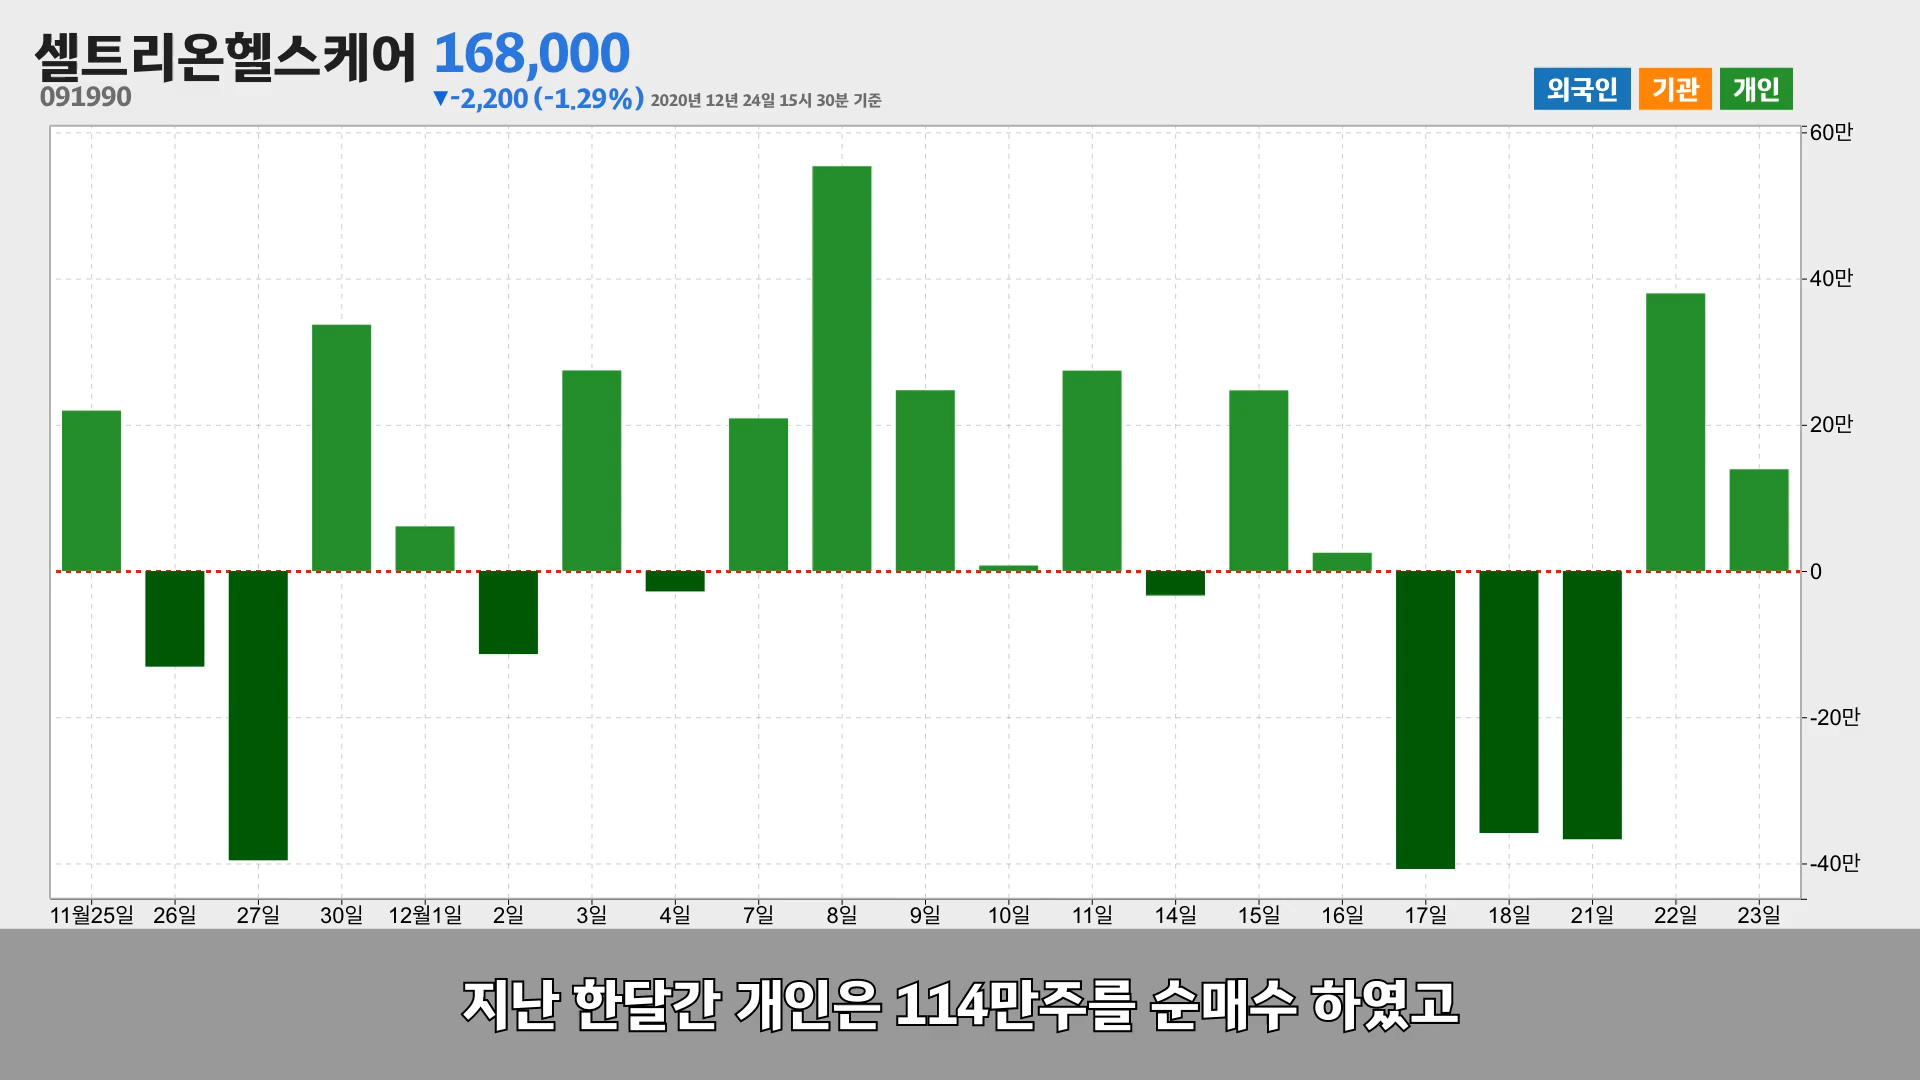 셀트리온헬스케어 168,000
091990 ▼-2,200 (-1.29%) 2020년 12년 24일 15시 30분 기준
외국인 기관 개인
60만
40만
20만
0
-20만
-40만
11월25일 26일 27일 30일 12월1일 2일 3일 4일 7일 8일 9일 10일 11일 14일 15일 16일 17일 18일 21일 22일 23일
지난 한달간 개인은 114만주를 순매수 하였고